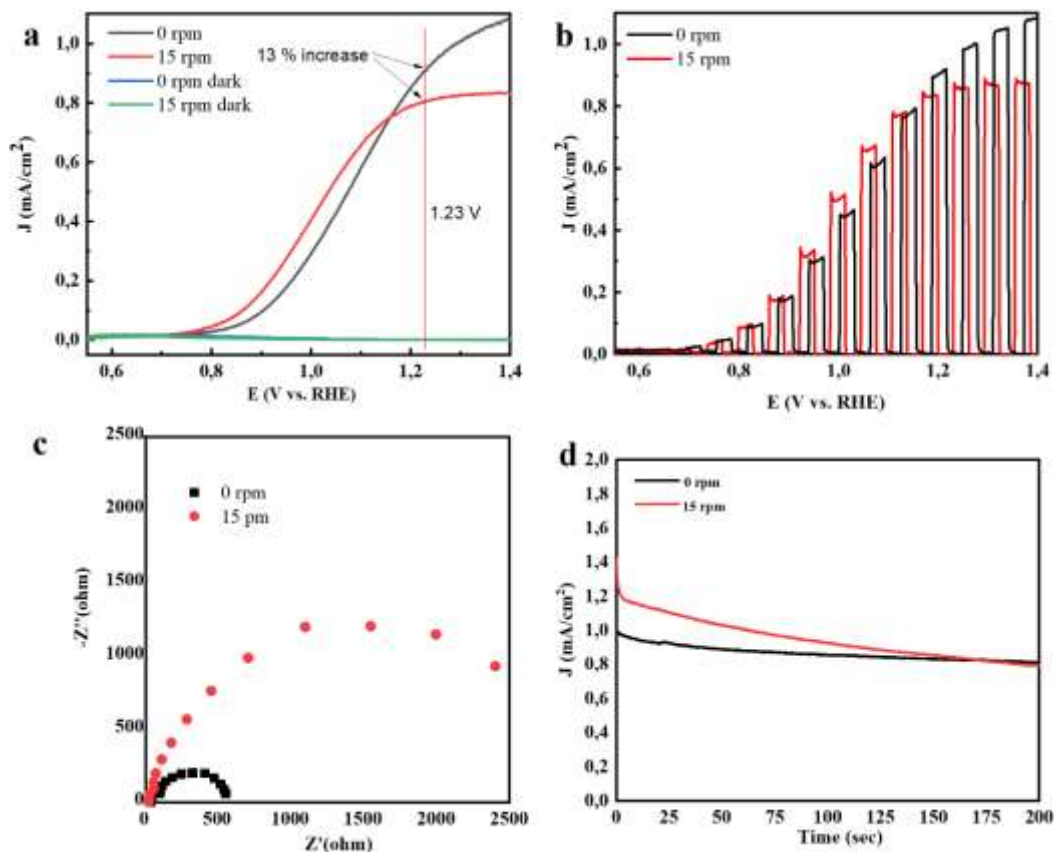 a
0 rpm
15 rpm
0 rpm dark
15 rpm dark
13 % increase
1.23 V
1,0
0,8
0,6
0,4
0,2
0,0
J (mA/cm²)
0,6 0,8 1,0 1,2 1,4
E (V vs. RHE)
b
0 rpm
15 rpm
1,0
0,8
0,6
0,4
0,2
0,0
J (mA/cm²)
0,6 0,8 1,0 1,2 1,4
E (V vs. RHE)
c
0 rpm
15 pm
2500
2000
1500
1000
500
0
-Z''(ohm)
0 500 1000 1500 2000 2500
Z'(ohm)
d
0 rpm
15 rpm
2,0
1,8
1,6
1,4
1,2
1,0
0,8
0,6
0,4
0,2
0,0
J (mA/cm²)
0 25 50 75 100 125 150 175 200
Time (sec)